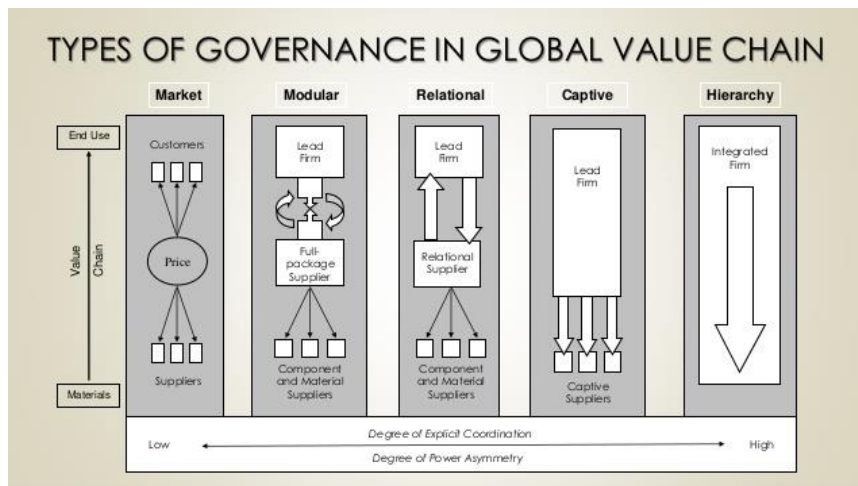 TYPES OF GOVERNANCE IN GLOBAL VALUE CHAIN
Market
Modular
Relational
Captive
Hierarchy
End Use
Value
Chain
Materials
Customers
Price
Suppliers
Lead
Firm
Full-
package
Supplier
Component
and Material
Suppliers
Lead
Firm
Relational
Supplier
Component
and Material
Suppliers
Lead
Firm
Captive
Suppliers
Integrated
Firm
Low
Degree of Explicit Coordination
Degree of Power Asymmetry
High